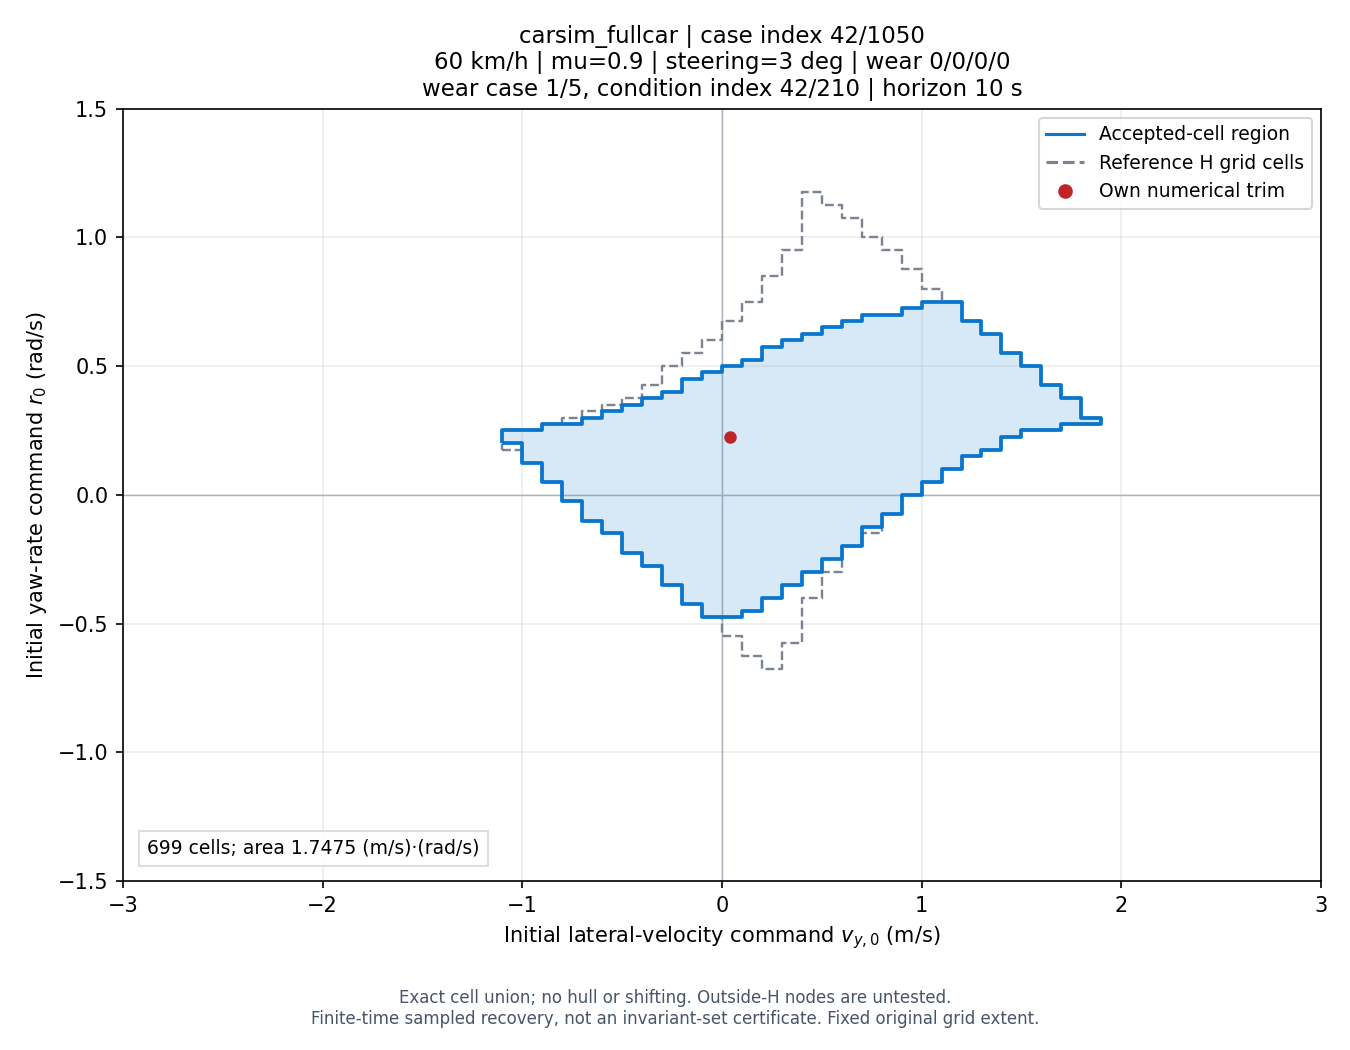 carsim_fullcar | case index 42/1050
60 km/h | mu=0.9 | steering=3 deg | wear 0/0/0/0
wear case 1/5, condition index 42/210 | horizon 10 s
Accepted-cell region
Reference H grid cells
Own numerical trim
1.5
1.0
0.5
0.0
−0.5
−1.0
−1.5
Initial yaw-rate command r₀ (rad/s)
699 cells; area 1.7475 (m/s)·(rad/s)
−3 −2 −1 0 1 2 3
Initial lateral-velocity command v_{y,0} (m/s)
Exact cell union; no hull or shifting. Outside-H nodes are untested.
Finite-time sampled recovery, not an invariant-set certificate. Fixed original grid extent.